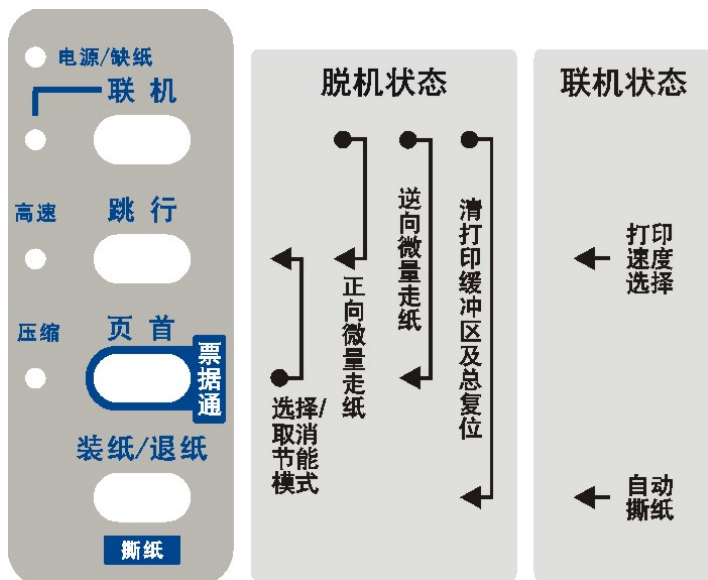 电源/缺纸
联机
高速
跳行
压缩
页首
票据通
装纸/退纸
撕纸
脱机状态
选择/
取消
节能
模式
正向微量走纸
逆向微量走纸
清打印缓冲区及总复位
联机状态
打印
速度
选择
自动
撕纸